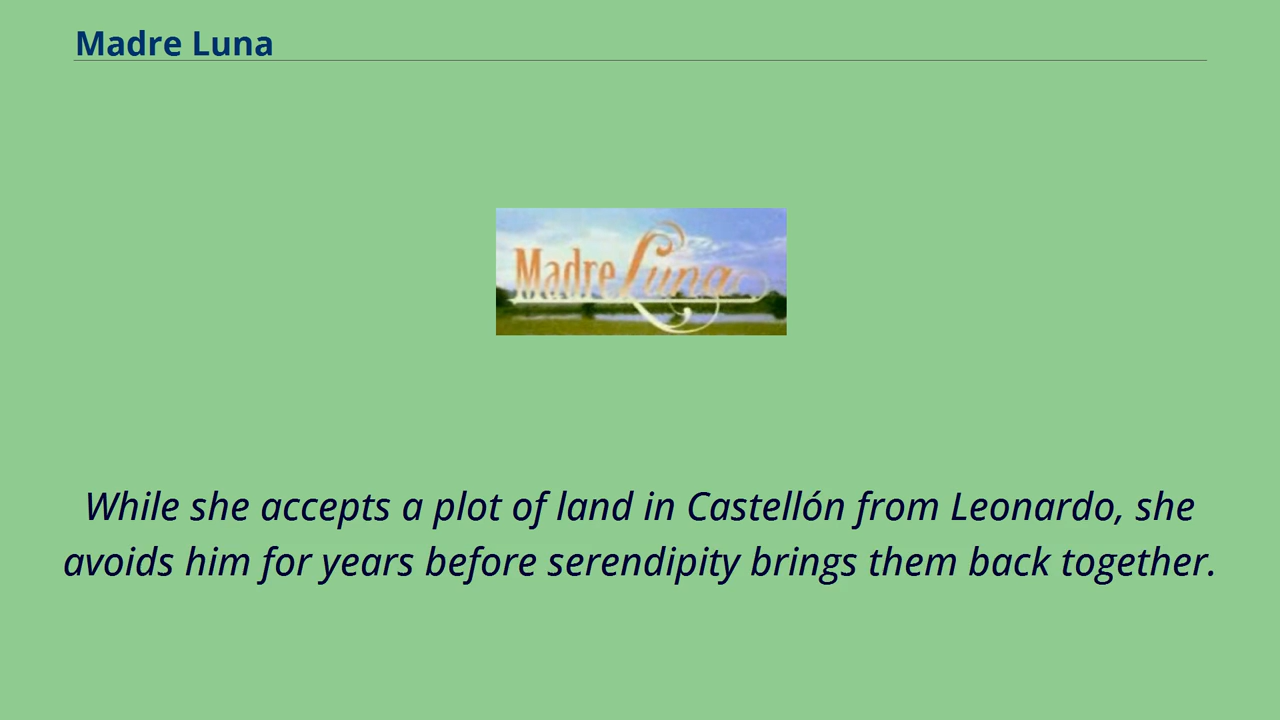 Madre Luna
Madre Luna
While she accepts a plot of land in Castellón from Leonardo, she
avoids him for years before serendipity brings them back together.